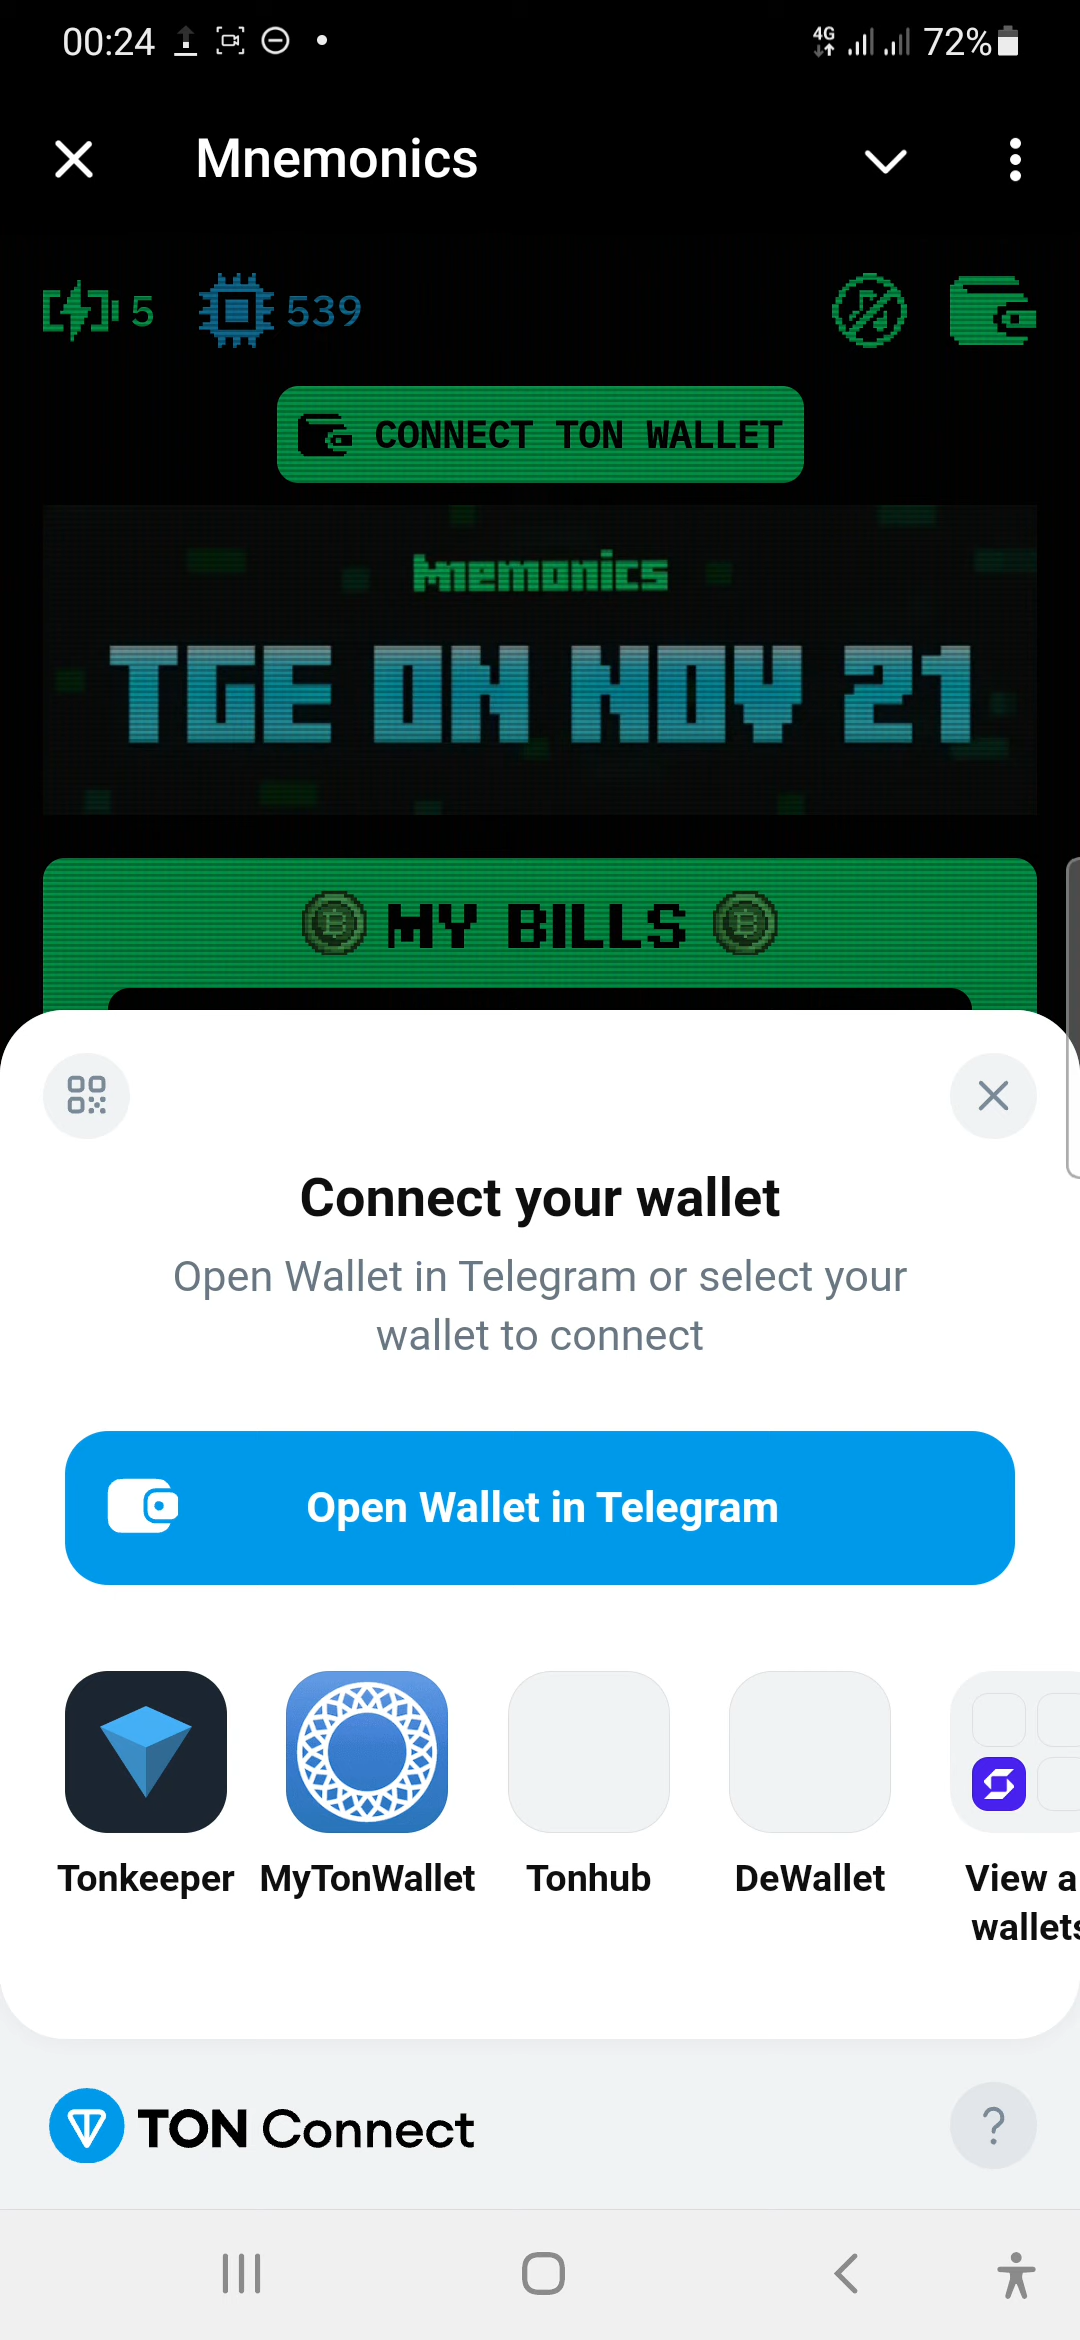 00:24
4G
72%
Mnemonics
5
539
CONNECT TON WALLET
mnemonics
TGE ON NOV 21
MY BILLS
Connect your wallet
Open Wallet in Telegram or select your
wallet to connect
Open Wallet in Telegram
Tonkeeper
MyTonWallet
Tonhub
DeWallet
View a
wallets
TON Connect
?